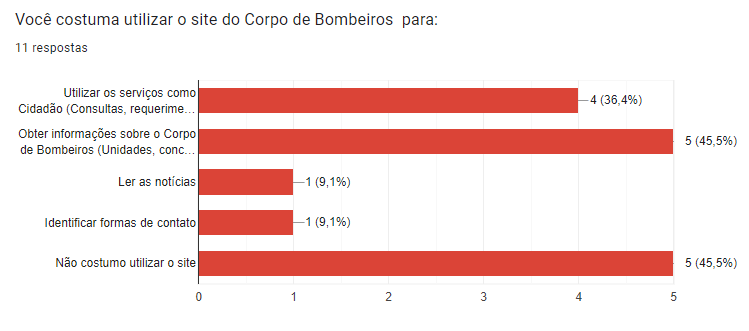 Você costuma utilizar o site do Corpo de Bombeiros  para:
11 respostas
Utilizar os serviços como
Cidadão (Consultas, requerime…
4 (36,4%)
Obter informações sobre o Corpo
de Bombeiros (Unidades, conc…
5 (45,5%)
Ler as notícias
1 (9,1%)
Identificar formas de contato
1 (9,1%)
Não costumo utilizar o site
5 (45,5%)
0 1 2 3 4 5